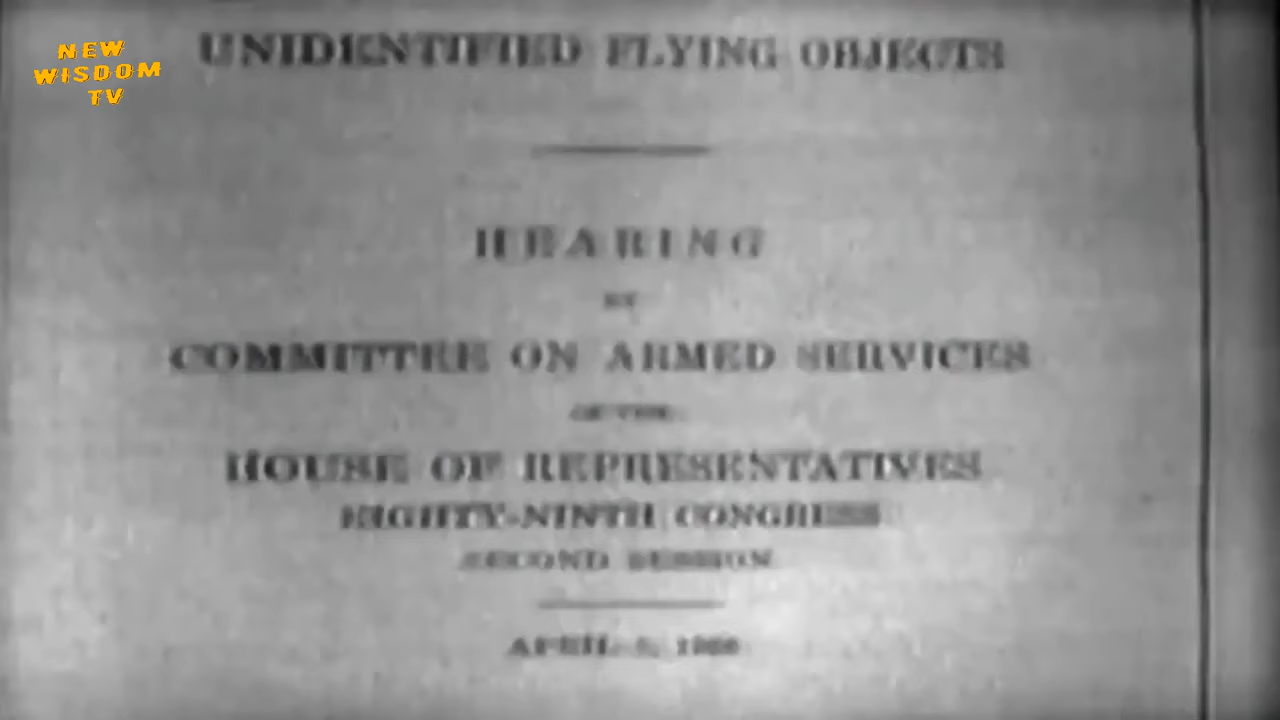 NEW
WISDOM
TV
UNIDENTIFIED FLYING OBJECTS
HEARING
BY
COMMITTEE ON ARMED SERVICES
OF THE
HOUSE OF REPRESENTATIVES
EIGHTY-NINTH CONGRESS
SECOND SESSION
APRIL 5, 1966